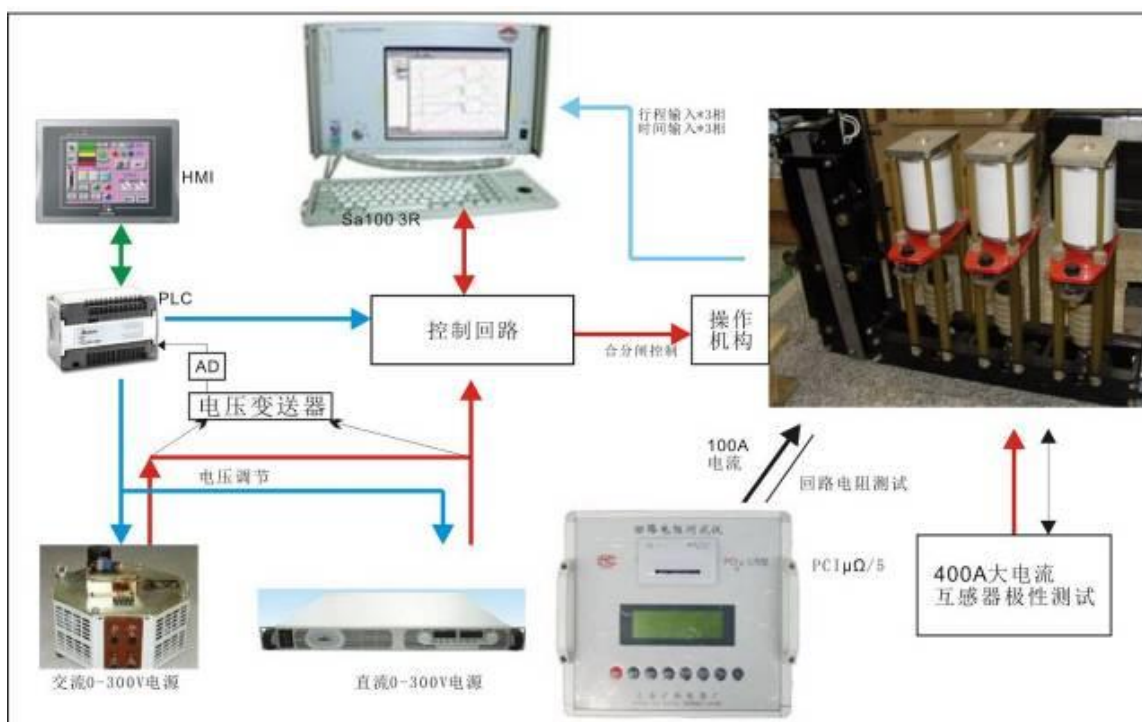 行程输入*3相
时间输入*3相
HMI
Sa100 3R
PLC
控制回路
操作
机构
合分闸控制
AD
电压变送器
100A
电流
电压调节
回路电阻测试
回路电阻测试仪
PCIμΩ/5
400A大电流
互感器极性测试
交流0-300V电源
直流0-300V电源